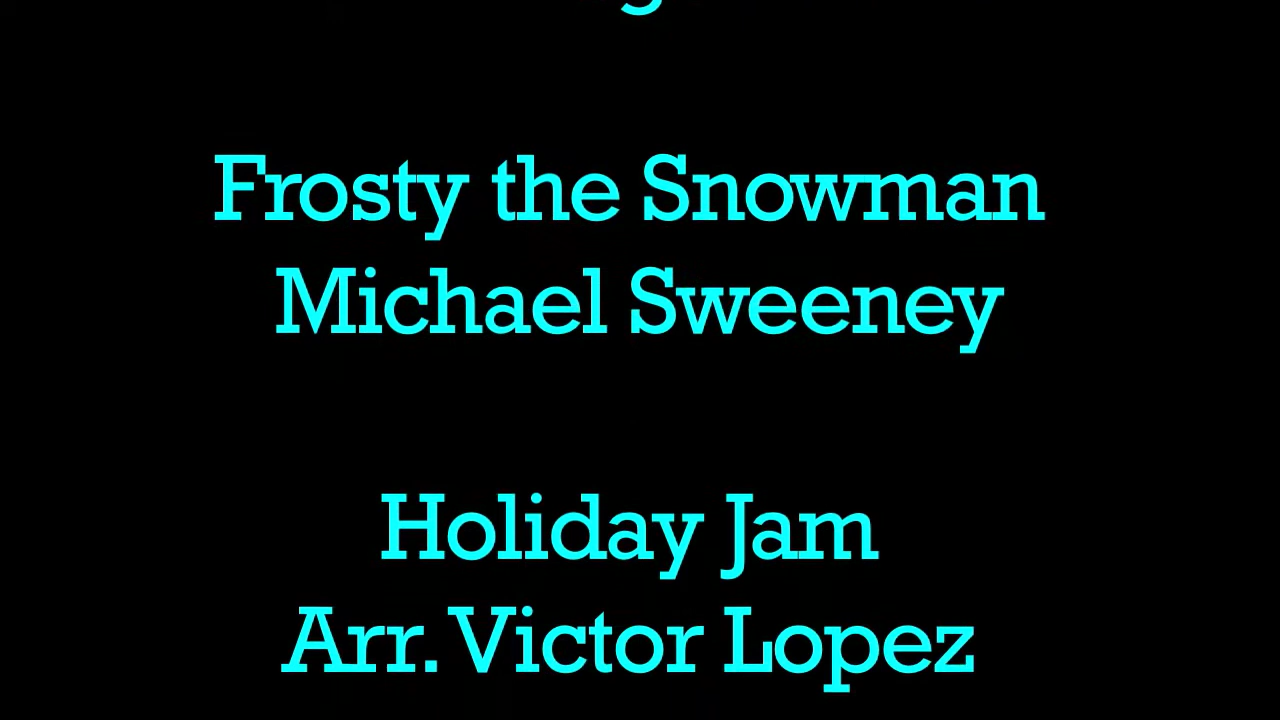 Frosty the Snowman
Michael Sweeney
Holiday Jam
Arr. Victor Lopez